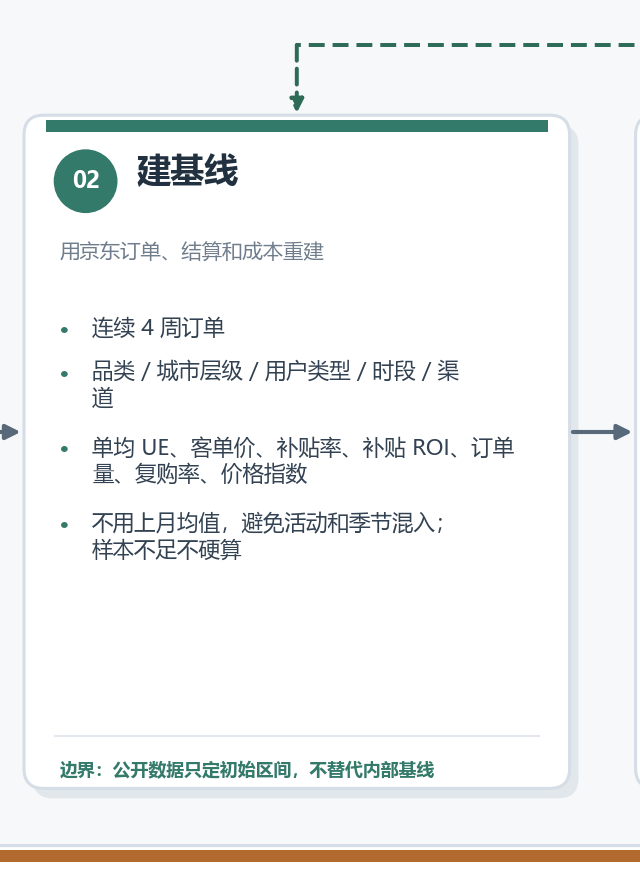 02
建基线
用京东订单、结算和成本重建
• 连续 4 周订单
• 品类 / 城市层级 / 用户类型 / 时段 / 渠
道
• 单均 UE、客单价、补贴率、补贴 ROI、订单
量、复购率、价格指数
• 不用上月均值，避免活动和季节混入；
样本不足不硬算
边界：公开数据只定初始区间，不替代内部基线